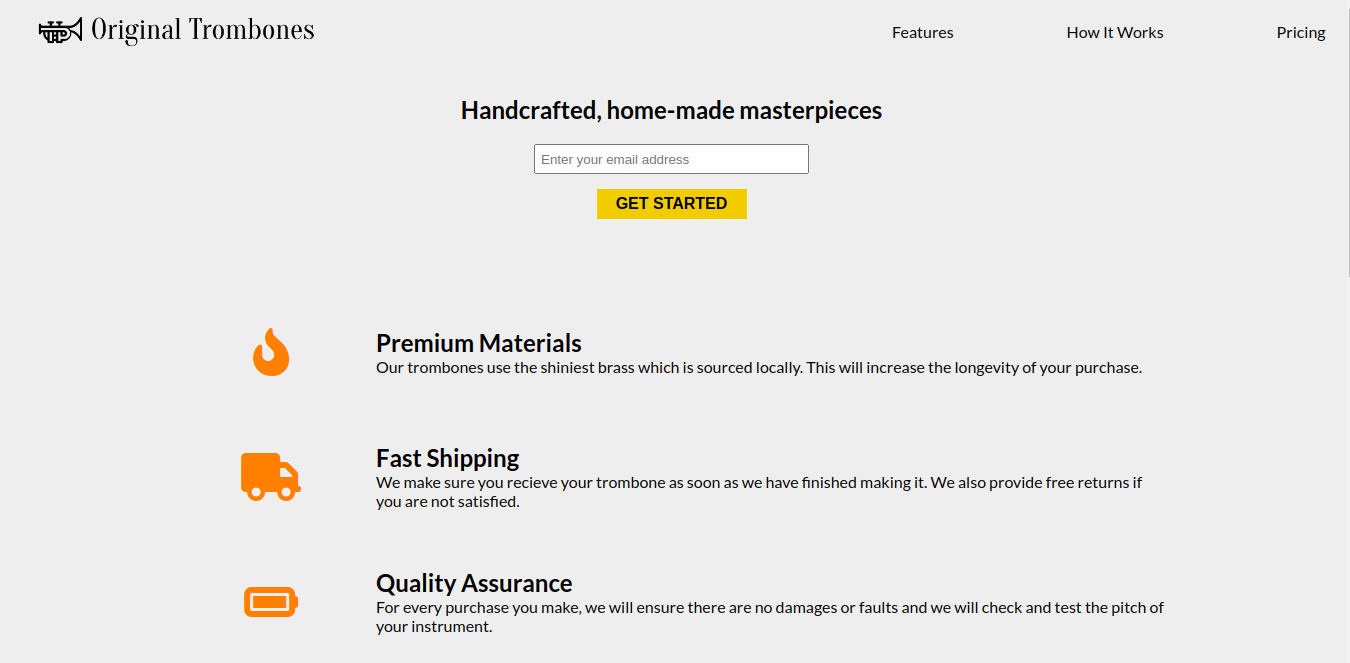 Original Trombones
Features
How It Works
Pricing
Handcrafted, home-made masterpieces
Enter your email address
GET STARTED
Premium Materials
Our trombones use the shiniest brass which is sourced locally. This will increase the longevity of your purchase.
Fast Shipping
We make sure you recieve your trombone as soon as we have finished making it. We also provide free returns if
you are not satisfied.
Quality Assurance
For every purchase you make, we will ensure there are no damages or faults and we will check and test the pitch of
your instrument.